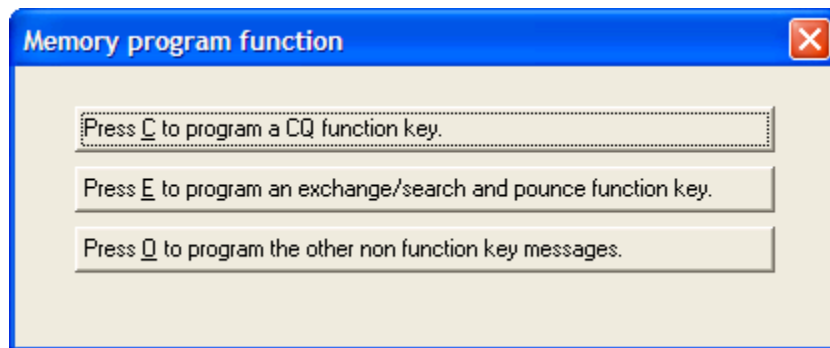 Memory program function
Press C to program a CQ function key.
Press E to program an exchange/search and pounce function key.
Press O to program the other non function key messages.